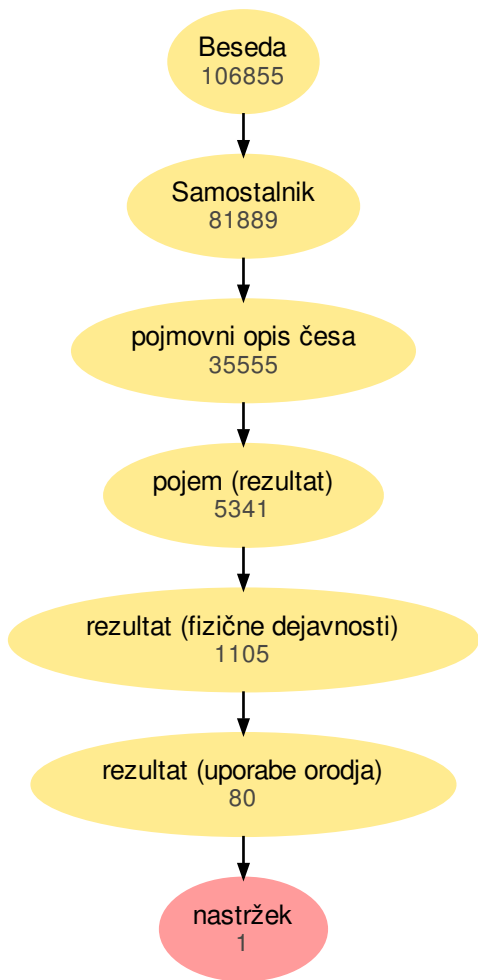 Beseda
106855
Samostalnik
81889
pojmovni opis česa
35555
pojem (rezultat)
5341
rezultat (fizične dejavnosti)
1105
rezultat (uporabe orodja)
80
nastržek
1